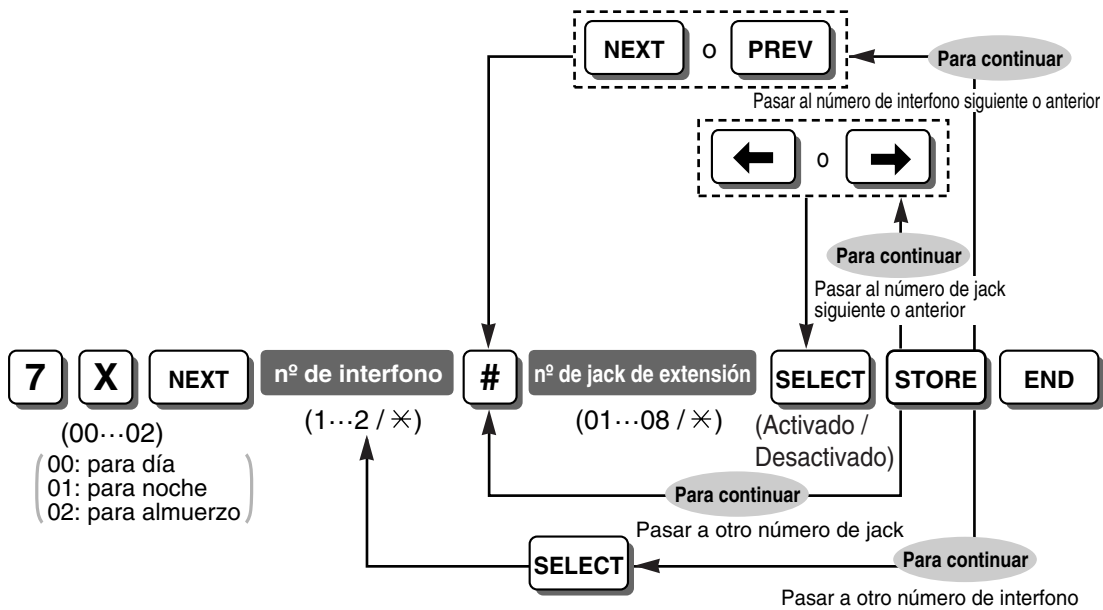 NEXT o PREV
Para continuar
Pasar al número de interfono siguiente o anterior
← o →
Para continuar
Pasar al número de jack
siguiente o anterior
7 X NEXT nº de interfono # nº de jack de extensión SELECT STORE END
(00···02)
00: para día
01: para noche
02: para almuerzo
(1···2 / ✳)
(01···08 / ✳)
(Activado /
Desactivado)
Para continuar
Pasar a otro número de jack
SELECT
Para continuar
Pasar a otro número de interfono